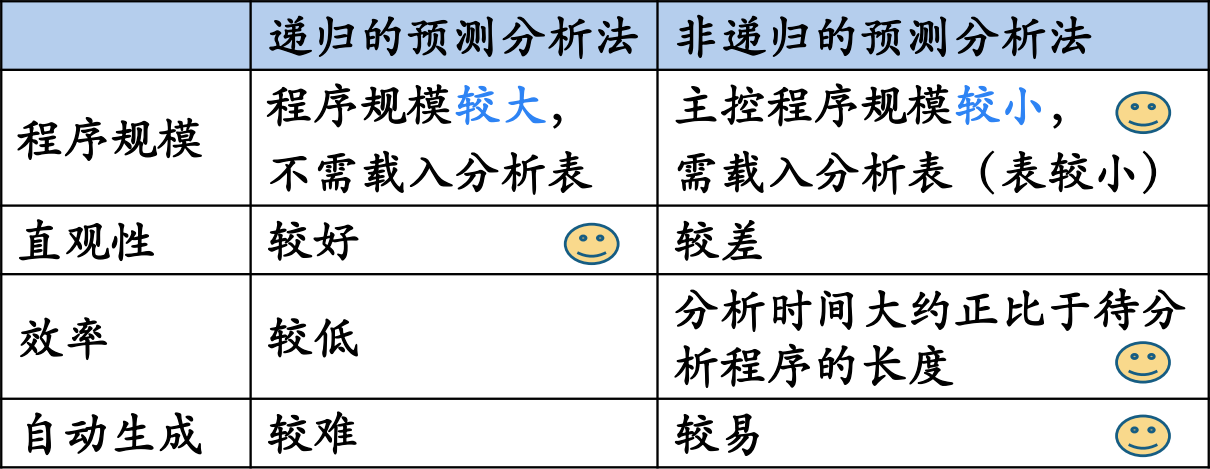 递归的预测分析法
非递归的预测分析法
程序规模
程序规模较大，
不需载入分析表
主控程序规模较小，
需载入分析表（表较小）
直观性
较好
较差
效率
较低
分析时间大约正比于待分
析程序的长度
自动生成
较难
较易